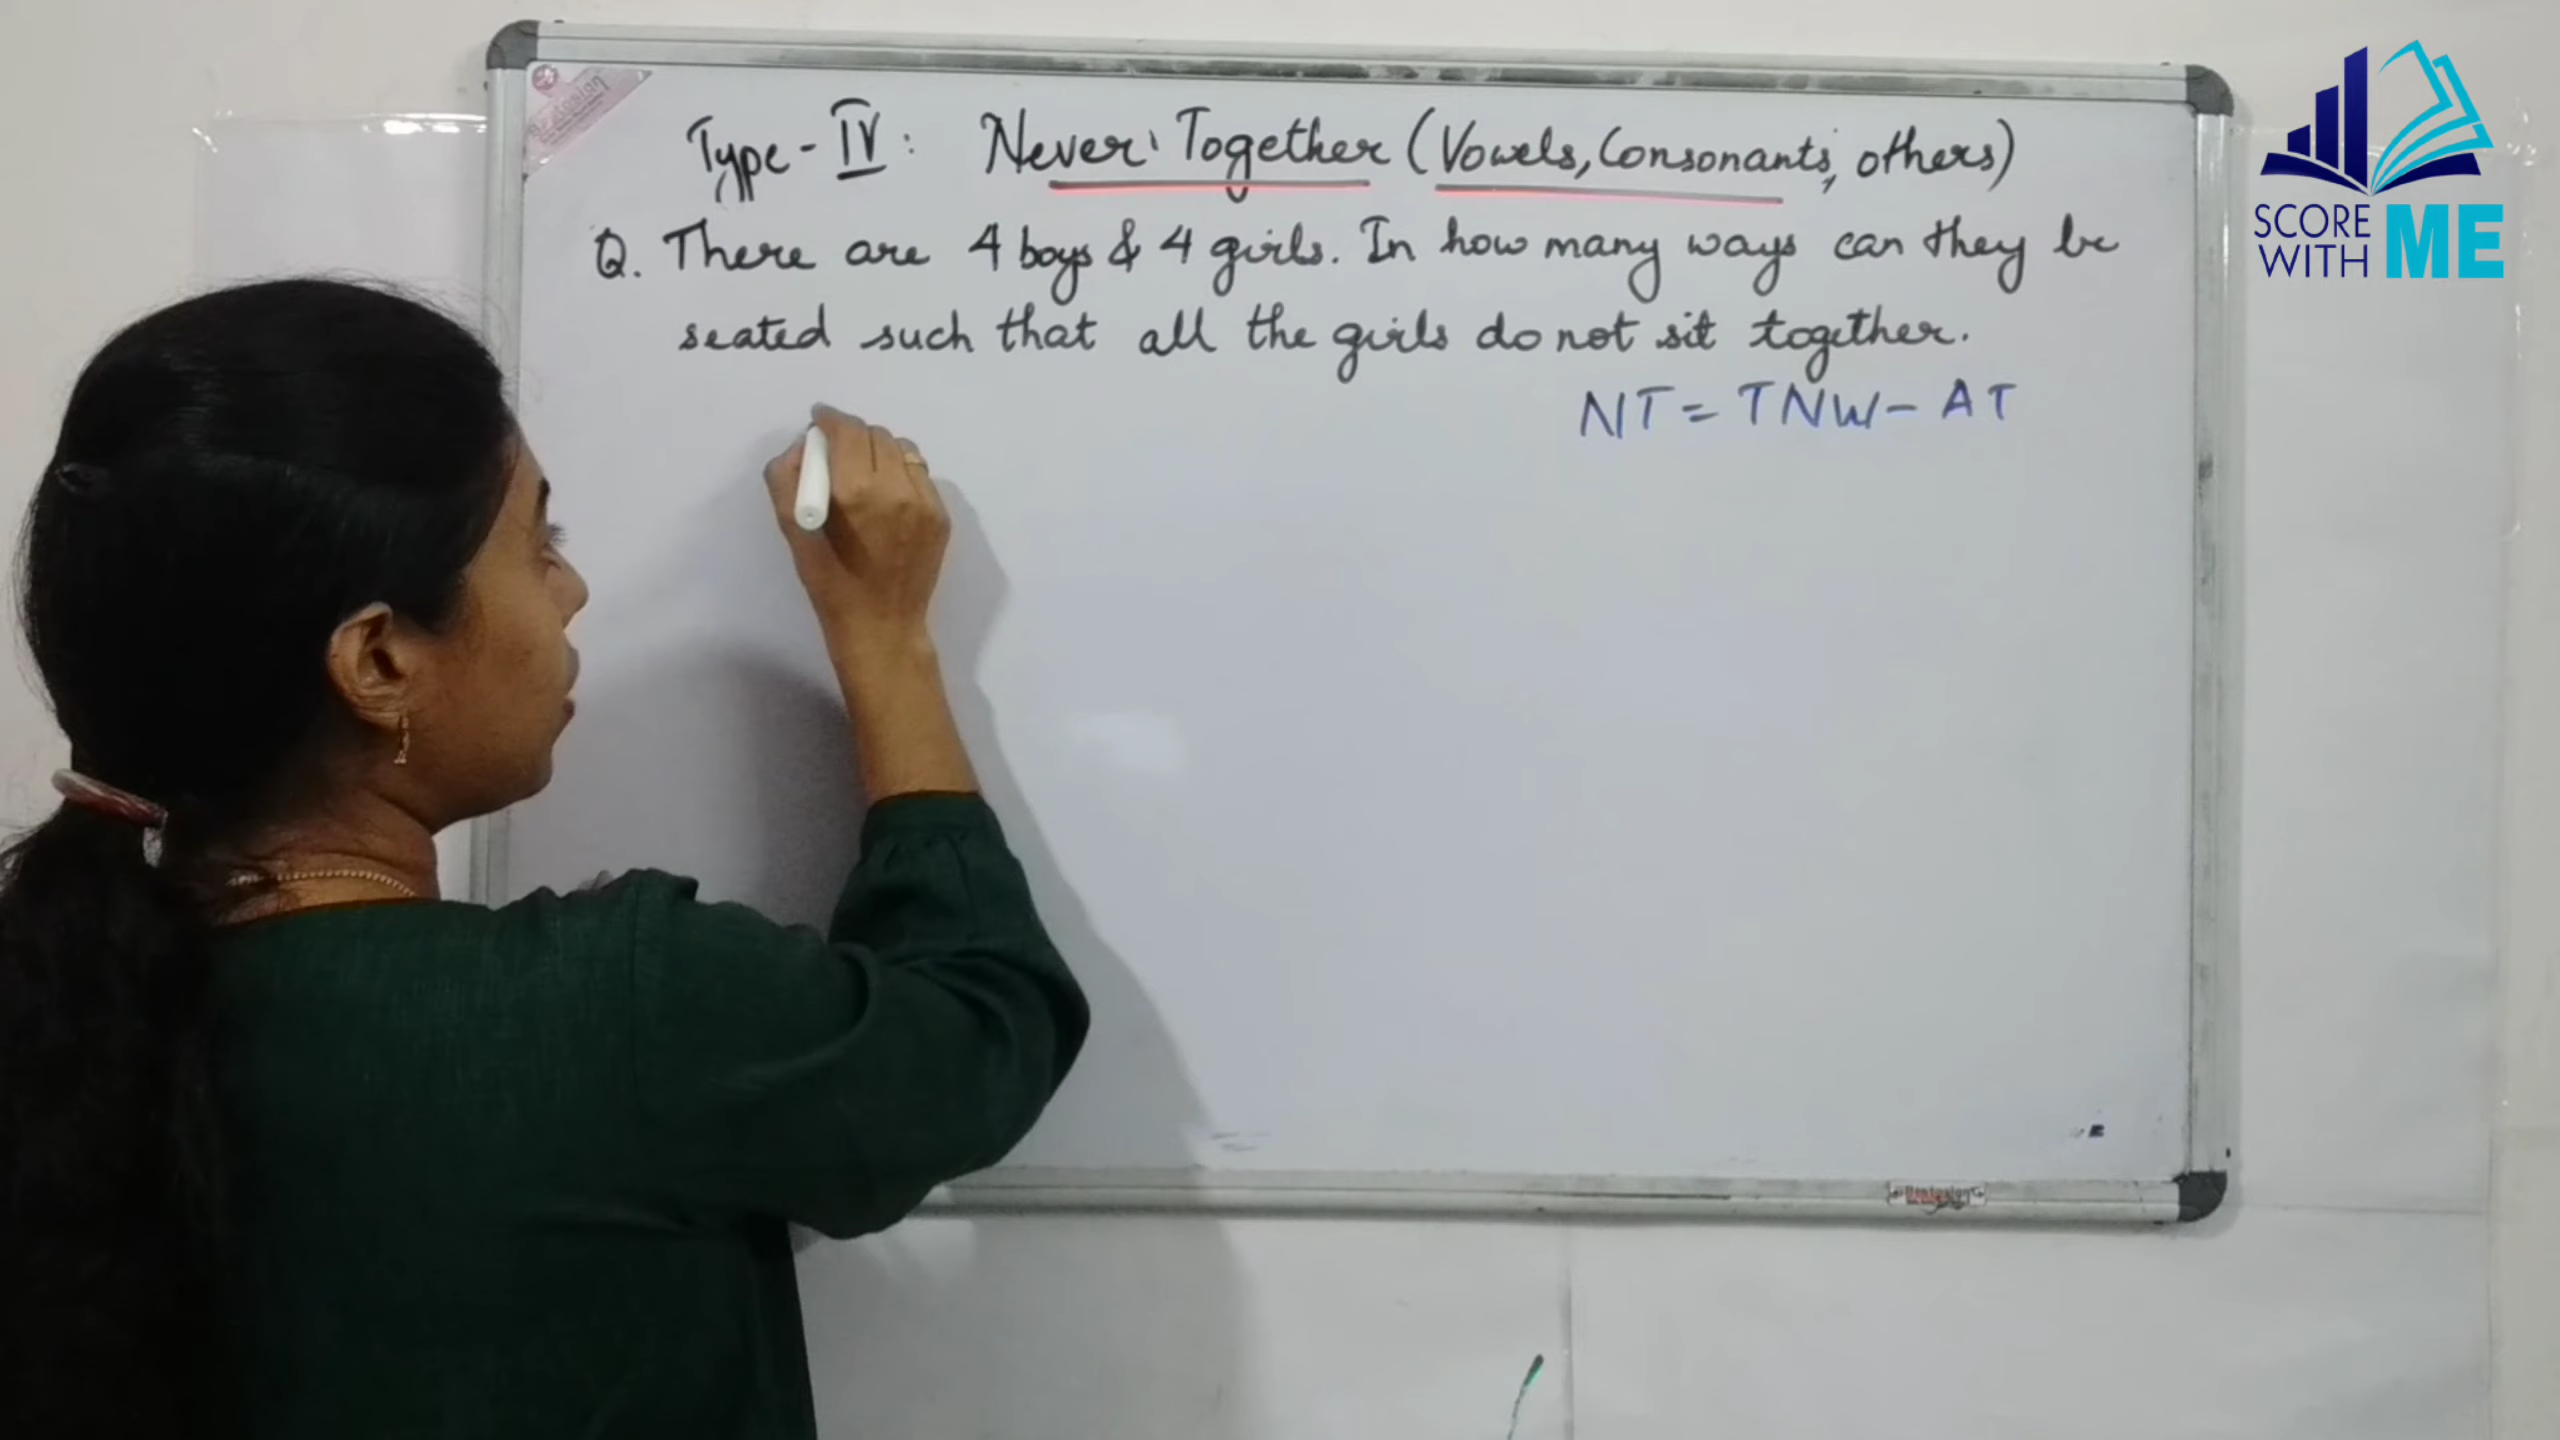 Type-IV: Never Together (Vowels, Consonants, others)
Q. There are 4 boys & 4 girls. In how many ways can they be
seated such that all the girls do not sit together.
NT = TNW - AT
SCORE
WITH ME